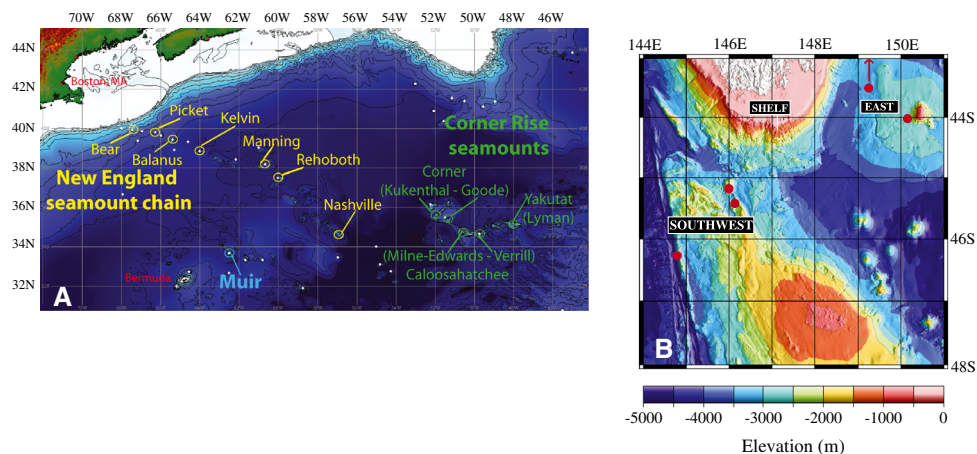 70W 68W 66W 64W 62W 60W 58W 56W 54W 52W 50W 48W 46W
44N
42N
40N
38N
36N
34N
32N
Boston, MA
Picket
Kelvin
Bear
Balanus
Manning
Rehoboth
New England
seamount chain
Nashville
Corner Rise
seamounts
Corner
(Kukenthal - Goode)
Yakutat
(Lyman)
(Milne-Edwards - Verrill)
Caloosahatchee
Bermuda
Muir
A
144E 146E 148E 150E
SHELF
EAST
44S
SOUTHWEST
46S
B
48S
-5000 -4000 -3000 -2000 -1000 0
Elevation (m)